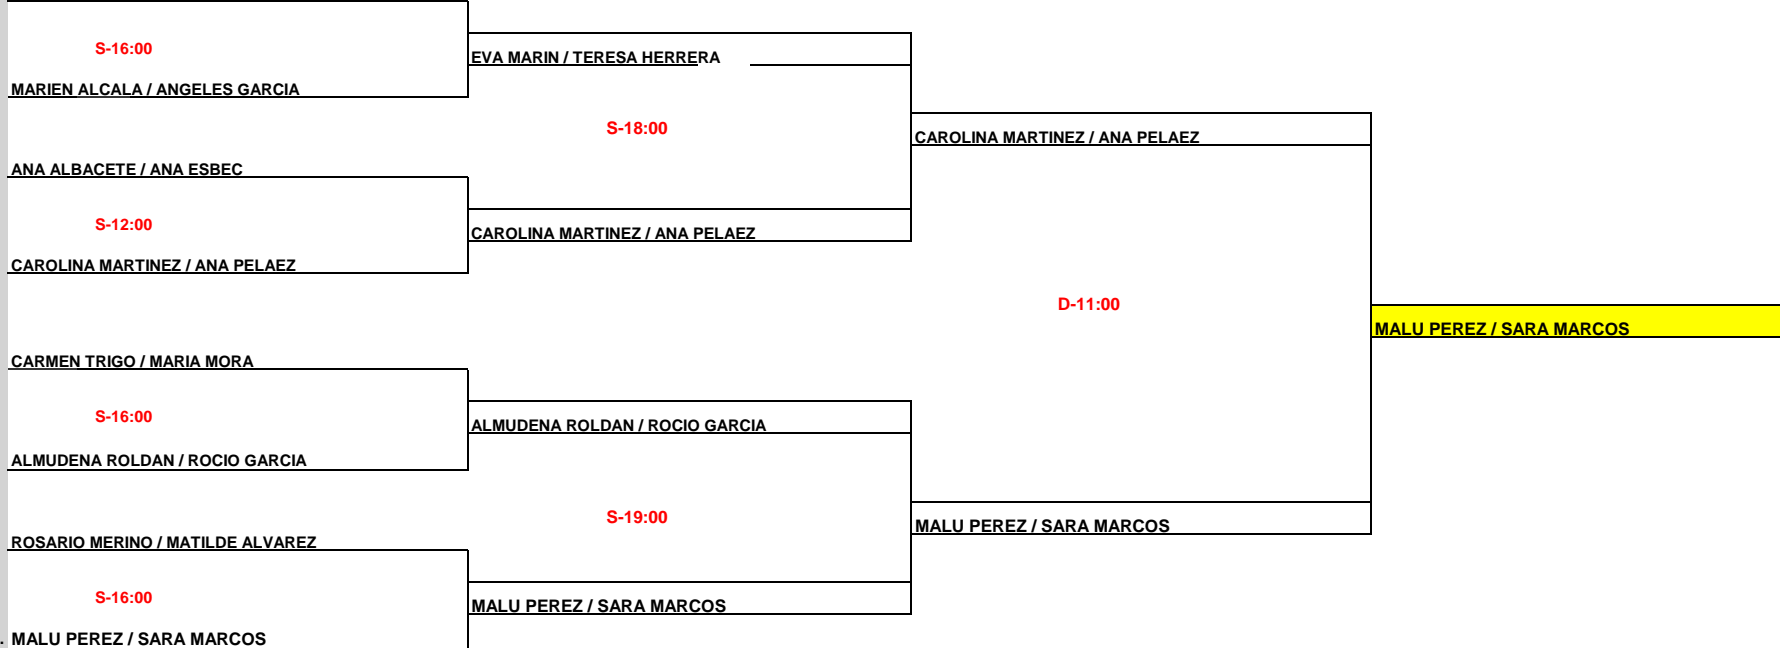 S-16:00
EVA MARIN / TERESA HERRERA
MARIEN ALCALA / ANGELES GARCIA
S-18:00
CAROLINA MARTINEZ / ANA PELAEZ
ANA ALBACETE / ANA ESBEC
S-12:00
CAROLINA MARTINEZ / ANA PELAEZ
CAROLINA MARTINEZ / ANA PELAEZ
D-11:00
MALU PEREZ / SARA MARCOS
CARMEN TRIGO / MARIA MORA
S-16:00
ALMUDENA ROLDAN / ROCIO GARCIA
ALMUDENA ROLDAN / ROCIO GARCIA
S-19:00
MALU PEREZ / SARA MARCOS
ROSARIO MERINO / MATILDE ALVAREZ
S-16:00
MALU PEREZ / SARA MARCOS
. MALU PEREZ / SARA MARCOS